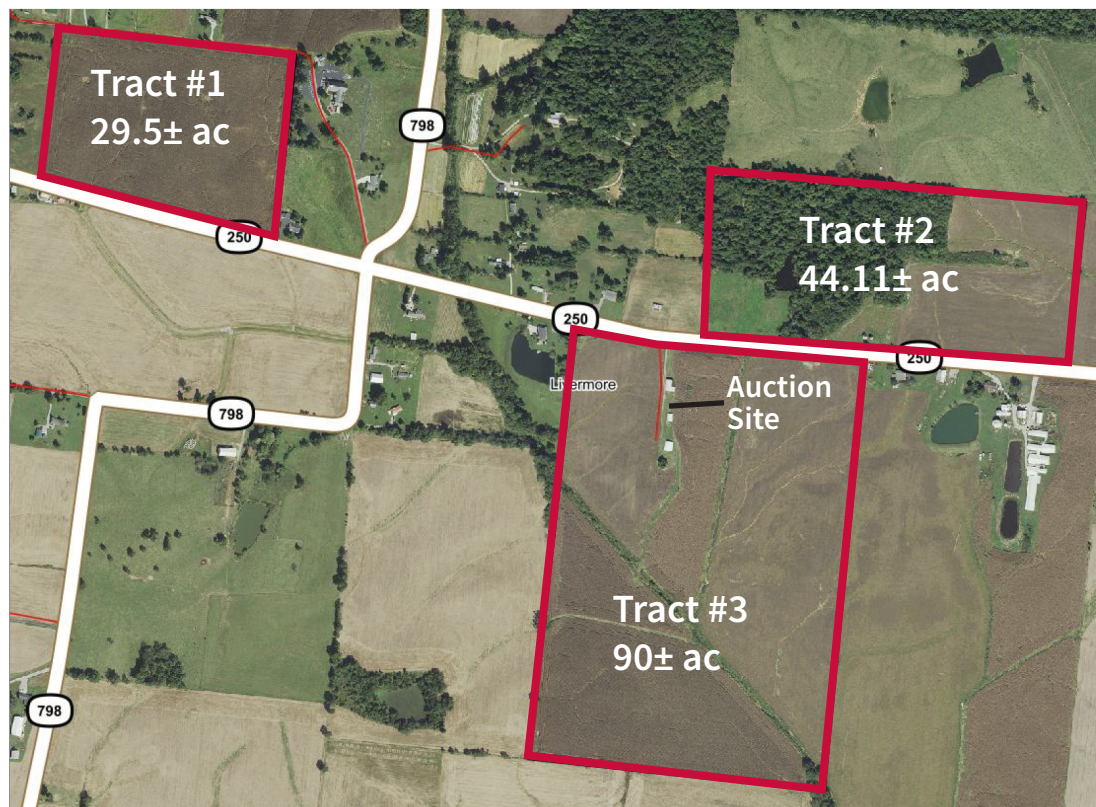 Tract #1
29.5± ac
798
250
Tract #2
44.11± ac
250
250
Livermore
Auction
Site
798
Tract #3
90± ac
798